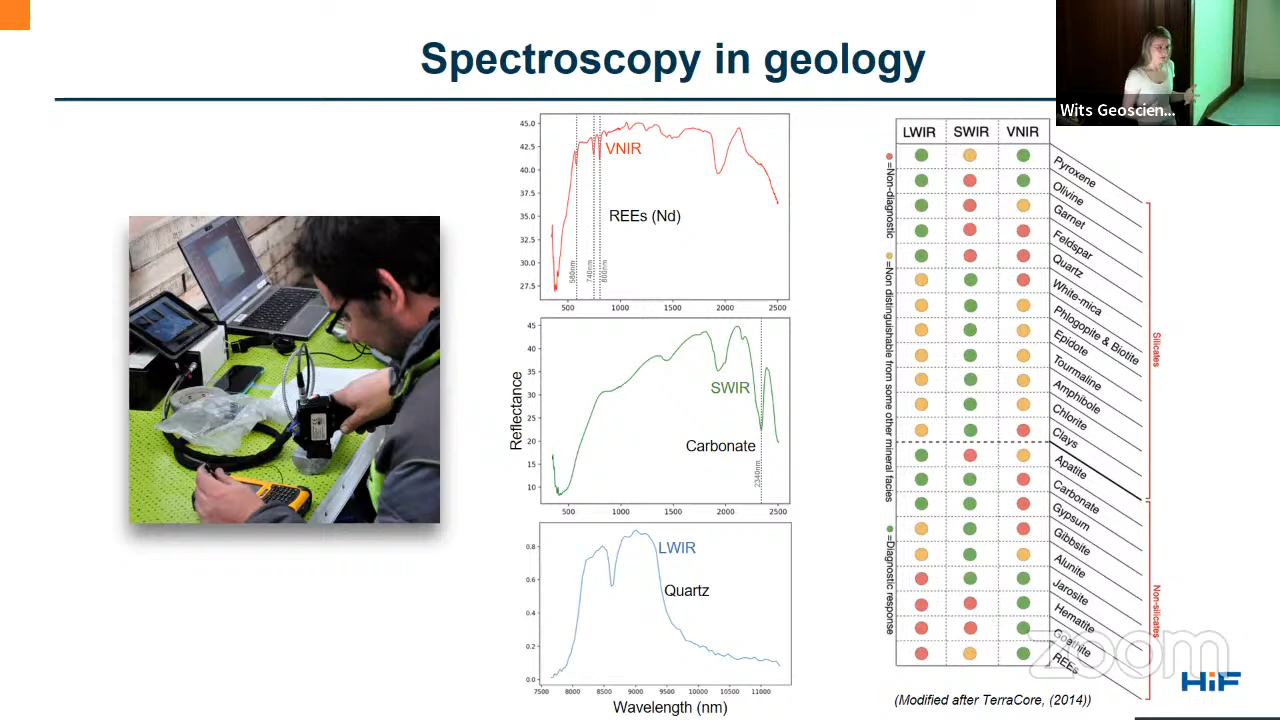 Spectroscopy in geology
Wits Geoscien...
45.0
42.5
40.0
37.5
35.0
32.5
30.0
27.5
VNIR
REEs (Nd)
580nm
740nm
800nm
500
1000
1500
2000
2500
45
40
35
30
25
20
15
10
SWIR
Carbonate
2340nm
500
1000
1500
2000
2500
Reflectance
0.8
0.6
0.4
0.2
0.0
LWIR
Quartz
7500
8000
8500
9000
9500
10000
10500
11000
Wavelength (nm)
LWIR SWIR VNIR
=Non-diagnostic
=Non distinguishable from some other mineral facies
=Diagnostic response
Pyroxene
Olivine
Garnet
Feldspar
Quartz
White-mica
Phlogopite & Biotite
Epidote
Tourmaline
Amphibole
Chlorite
Clays
Apatite
Carbonate
Gypsum
Gibbsite
Alunite
Jarosite
Hematite
Goethite
REEs
Silicates
Non-silicates
zoom
HiF
(Modified after TerraCore, (2014))